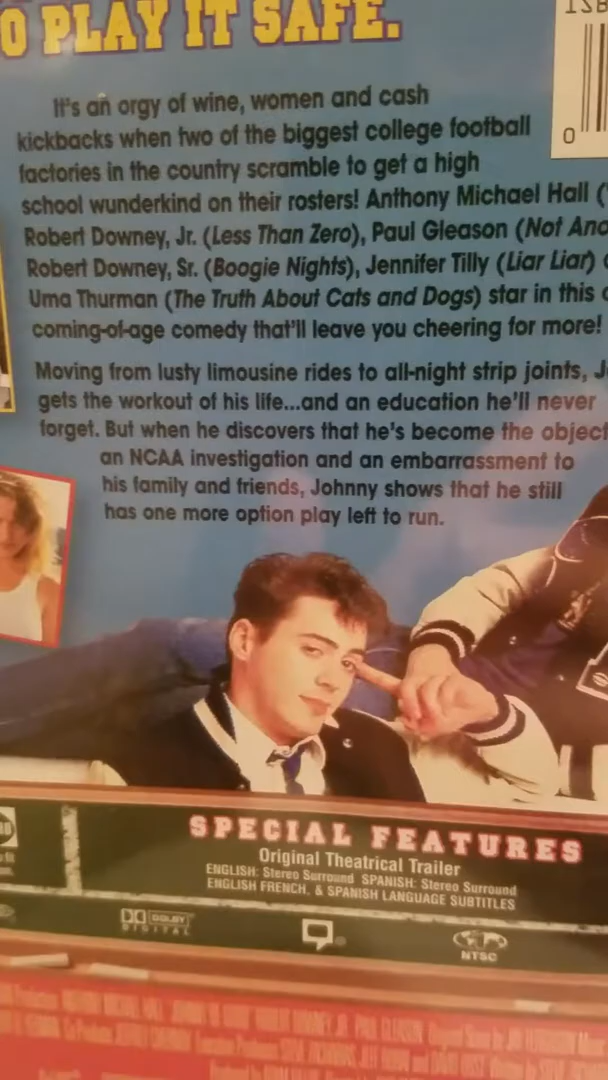 O PLAY IT SAFE.
ISB
0
It's an orgy of wine, women and cash
kickbacks when two of the biggest college football
factories in the country scramble to get a high
school wunderkind on their rosters! Anthony Michael Hall (
Robert Downey, Jr. (Less Than Zero), Paul Gleason (Not Ano
Robert Downey, Sr. (Boogie Nights), Jennifer Tilly (Liar Liar)
Uma Thurman (The Truth About Cats and Dogs) star in this
coming-of-age comedy that'll leave you cheering for more!
Moving from lusty limousine rides to all-night strip joints, J
gets the workout of his life...and an education he'll never
forget. But when he discovers that he's become the object
an NCAA investigation and an embarrassment to
his family and friends, Johnny shows that he still
has one more option play left to run.
SPECIAL FEATURES
Original Theatrical Trailer
ENGLISH: Stereo Surround SPANISH: Stereo Surround
ENGLISH FRENCH, & SPANISH LANGUAGE SUBTITLES
DOLBY
DIGITAL
NTSC